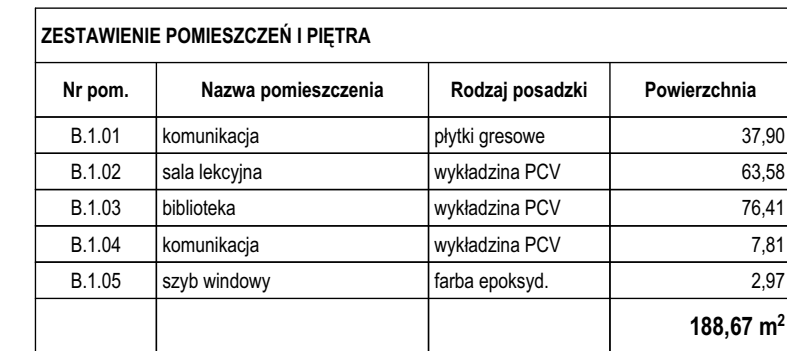 ZESTAWIENIE POMIESZCZEŃ I PIĘTRA
Nr pom. Nazwa pomieszczenia Rodzaj posadzki Powierzchnia
B.1.01 komunikacja płytki gresowe 37,90
B.1.02 sala lekcyjna wykładzina PCV 63,58
B.1.03 biblioteka wykładzina PCV 76,41
B.1.04 komunikacja wykładzina PCV 7,81
B.1.05 szyb windowy farba epoksyd. 2,97
188,67 m²